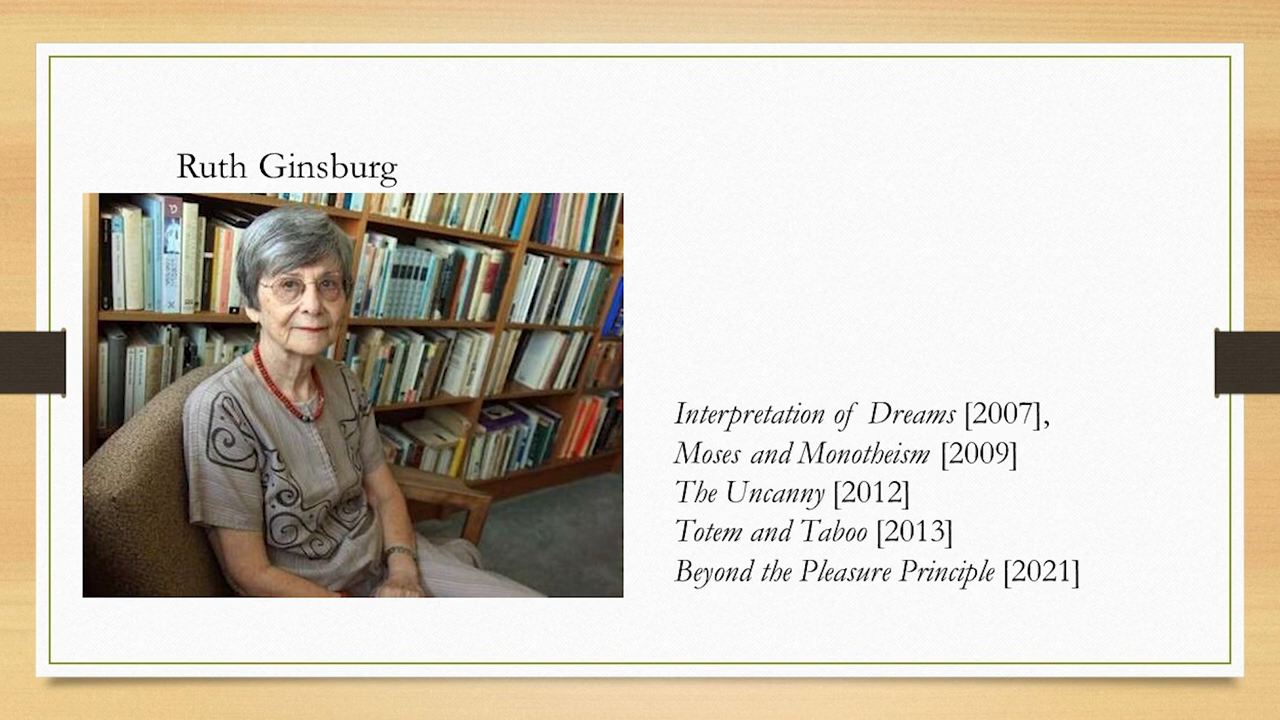 Ruth Ginsburg
Interpretation of Dreams [2007],
Moses and Monotheism [2009]
The Uncanny [2012]
Totem and Taboo [2013]
Beyond the Pleasure Principle [2021]